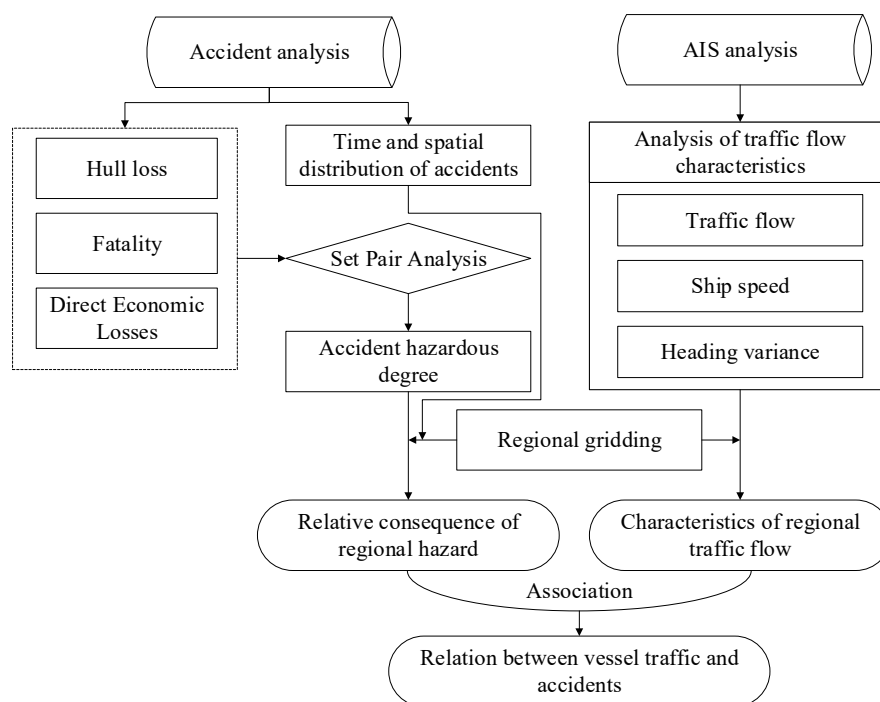 Accident analysis
AIS analysis
Time and spatial
distribution of accidents
Analysis of traffic flow
characteristics
Hull loss
Fatality
Direct Economic
Losses
Set Pair Analysis
Traffic flow
Ship speed
Heading variance
Accident hazardous
degree
Regional gridding
Relative consequence of
regional hazard
Characteristics of regional
traffic flow
Association
Relation between vessel traffic and
accidents